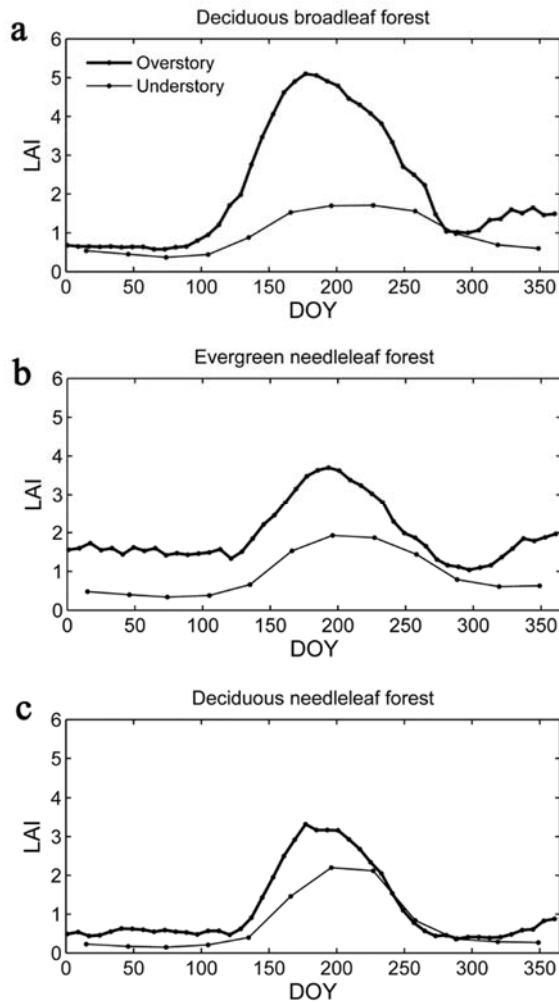 a
Deciduous broadleaf forest
Overstory
Understory
6
5
4
3
2
1
0
LAI
0 50 100 150 200 250 300 350
DOY
b
Evergreen needleleaf forest
6
5
4
3
2
1
0
LAI
0 50 100 150 200 250 300 350
DOY
c
Deciduous needleleaf forest
6
5
4
3
2
1
0
LAI
0 50 100 150 200 250 300 350
DOY